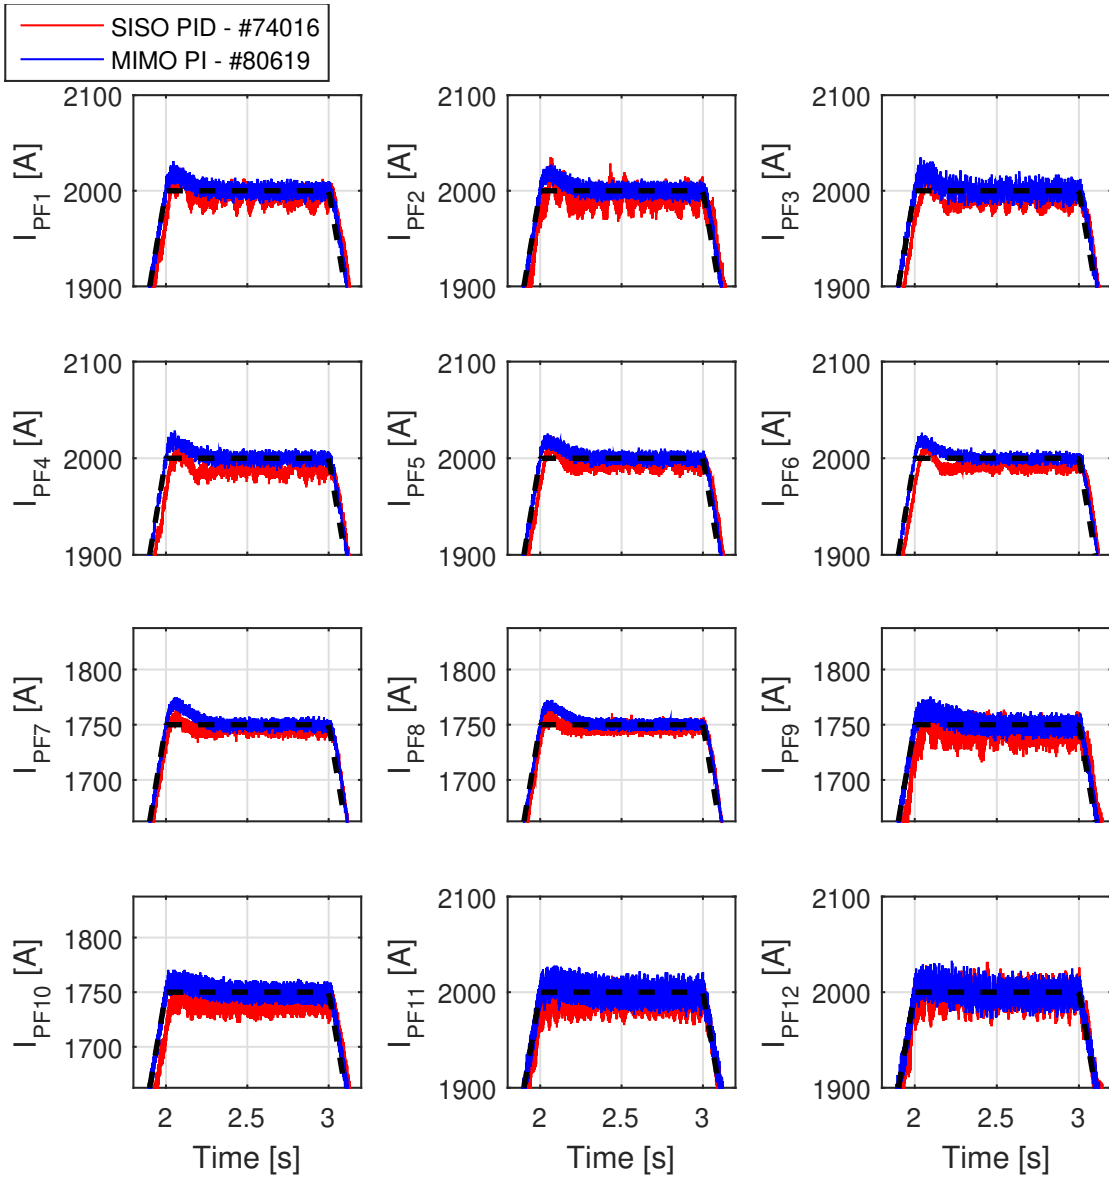 SISO PID - #74016
MIMO PI - #80619
2100
2000
1900
I_PF1 [A]
2100
2000
1900
I_PF2 [A]
2100
2000
1900
I_PF3 [A]
2100
2000
1900
I_PF4 [A]
2100
2000
1900
I_PF5 [A]
2100
2000
1900
I_PF6 [A]
1800
1750
1700
I_PF7 [A]
1800
1750
1700
I_PF8 [A]
1800
1750
1700
I_PF9 [A]
1800
1750
1700
I_PF10 [A]
2 2.5 3
Time [s]
2100
2000
1900
I_PF11 [A]
2 2.5 3
Time [s]
2100
2000
1900
I_PF12 [A]
2 2.5 3
Time [s]